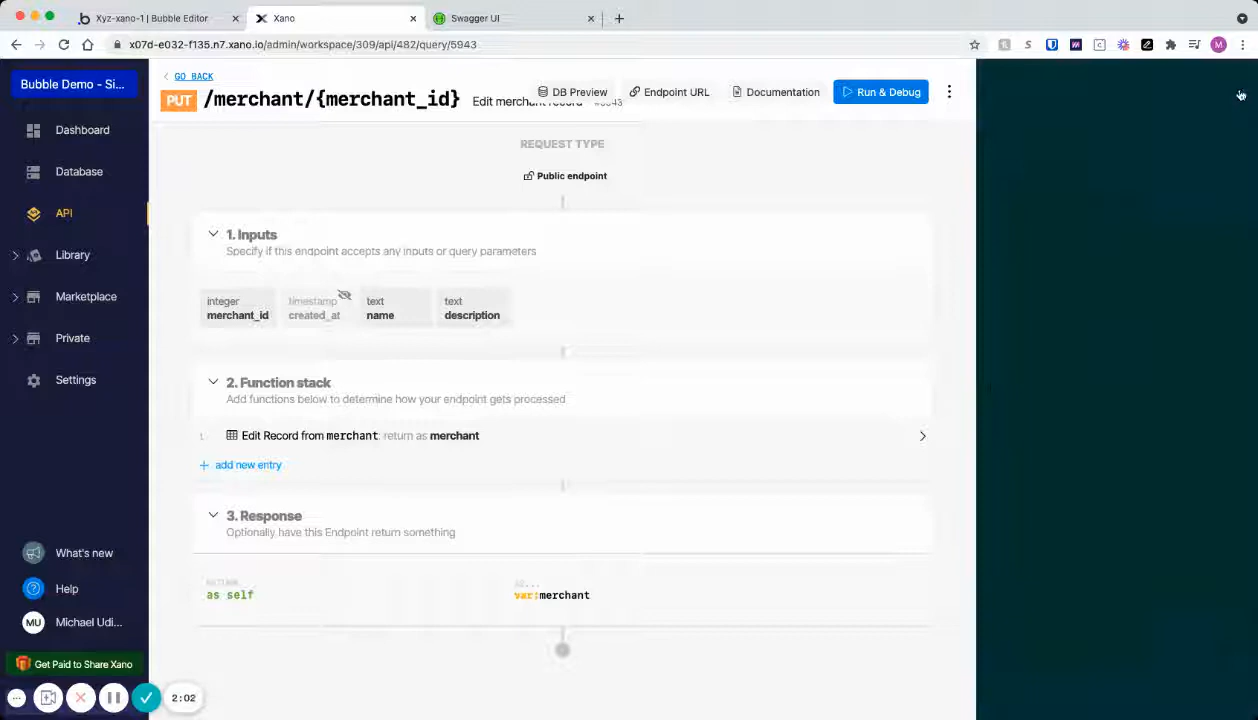 Xyz-xano-1 | Bubble Editor
Xano
Swagger UI
x07d-e032-f135.n7.xano.io/admin/workspace/309/api/482/query/5943
Bubble Demo - Si...
Dashboard
Database
API
Library
Marketplace
Private
Settings
What's new
Help
MU Michael Udi...
Get Paid to Share Xano
2:02
GO BACK
PUT /merchant/{merchant_id} Edit merchant record
DB Preview
Endpoint URL
Documentation
Run & Debug
REQUEST TYPE
Public endpoint
1. Inputs
Specify if this endpoint accepts any inputs or query parameters
integer
merchant_id
timestamp
created_at
text
name
text
description
2. Function stack
Add functions below to determine how your endpoint gets processed
1 Edit Record from merchant: return as merchant
+ add new entry
3. Response
Optionally have this Endpoint return something
as self
var:merchant